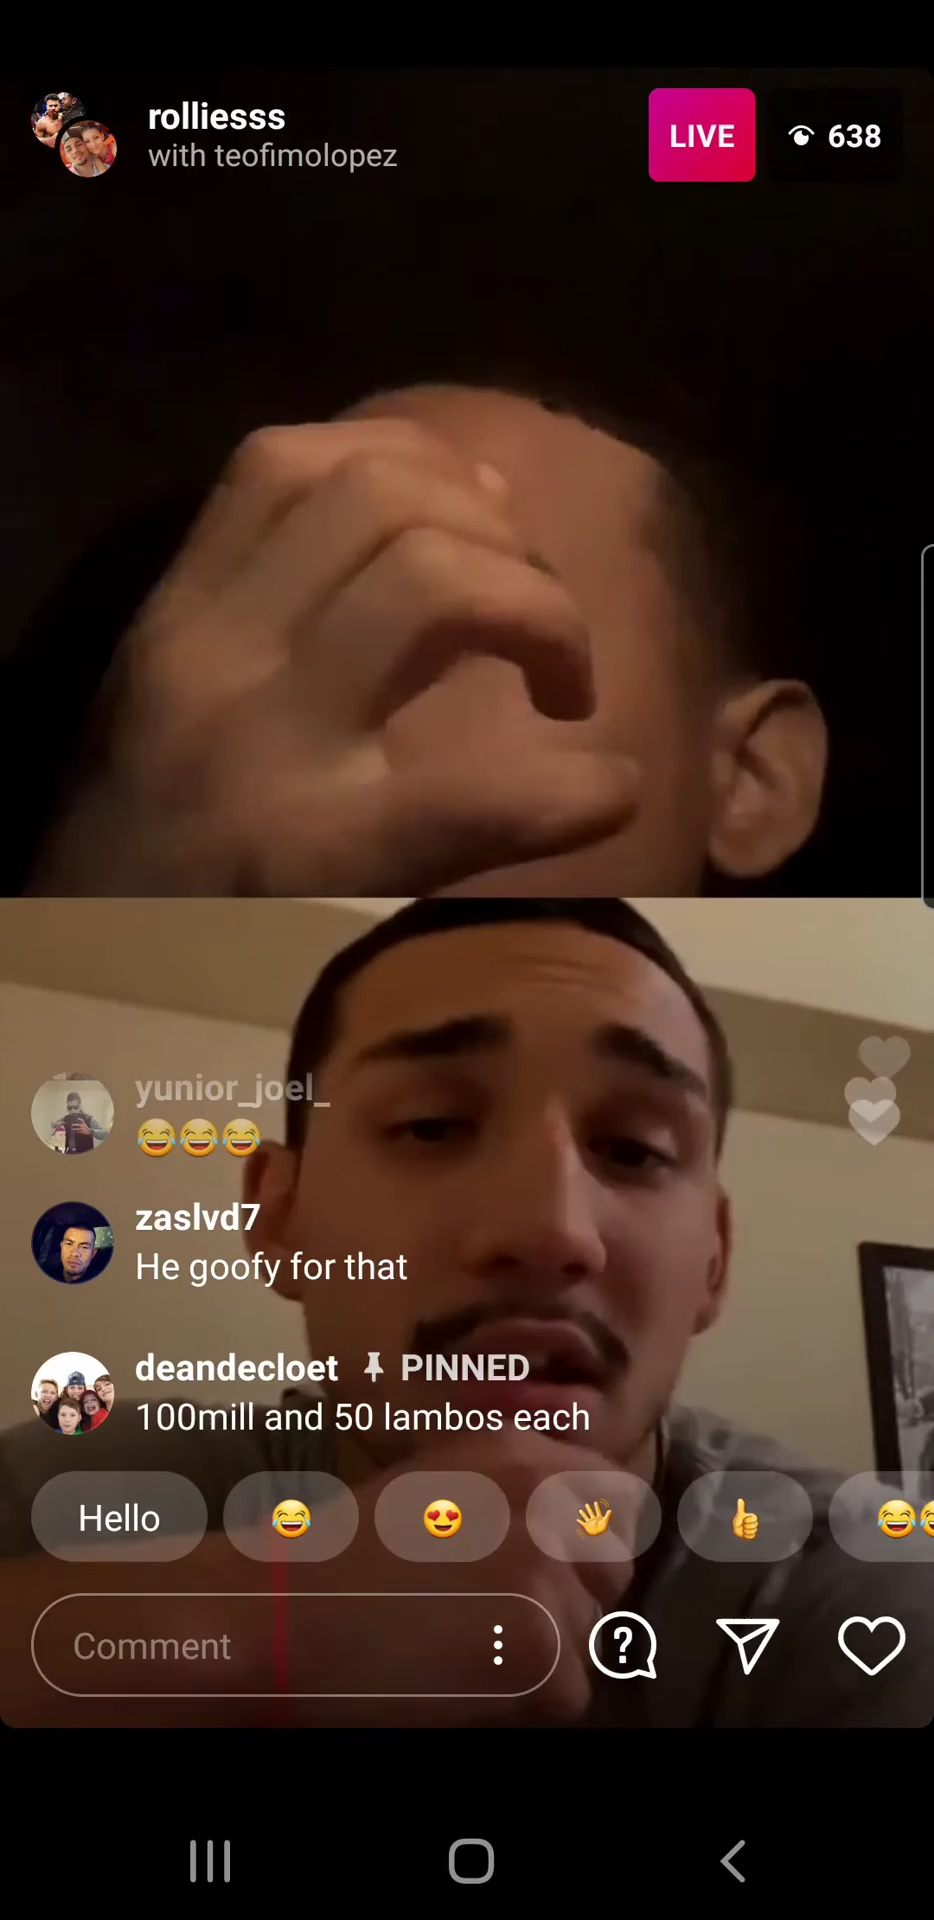 rolliesss
with teofimolopez
LIVE
638
yunior_joel_
😂😂😂
zaslvd7
He goofy for that
deandecloet PINNED
100mill and 50 lambos each
Hello
Comment